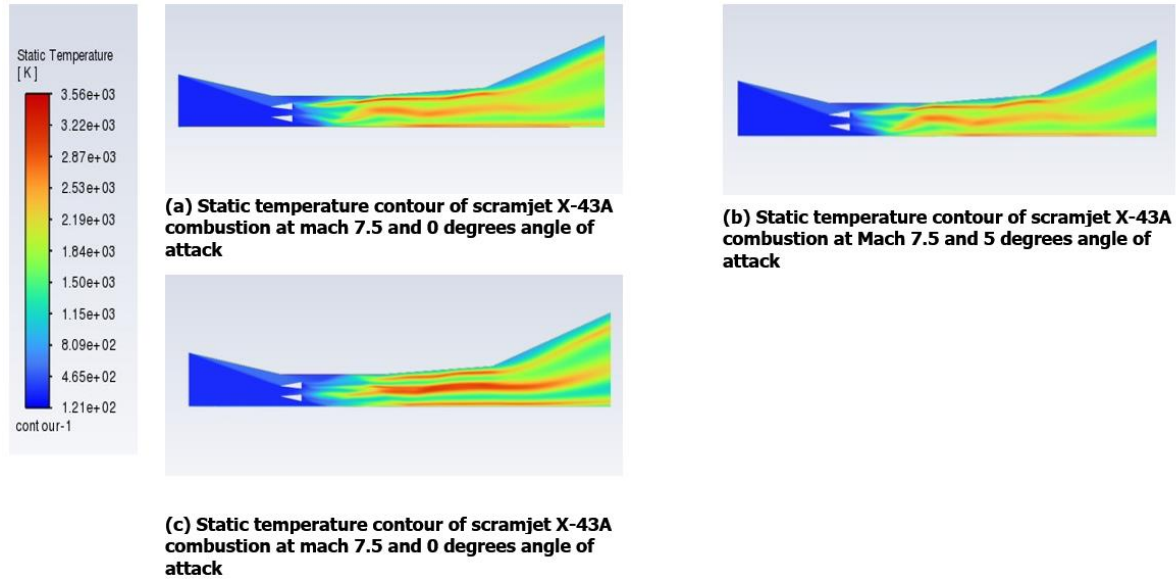 Static Temperature
[ K ]
3.56e+03
3.22e+03
2.87e+03
2.53e+03
2.19e+03
1.84e+03
1.50e+03
1.15e+03
8.09e+02
4.65e+02
1.21e+02
cont our-1
(a) Static temperature contour of scramjet X-43A
combustion at mach 7.5 and 0 degrees angle of
attack
(b) Static temperature contour of scramjet X-43A
combustion at Mach 7.5 and 5 degrees angle of
attack
(c) Static temperature contour of scramjet X-43A
combustion at mach 7.5 and 0 degrees angle of
attack